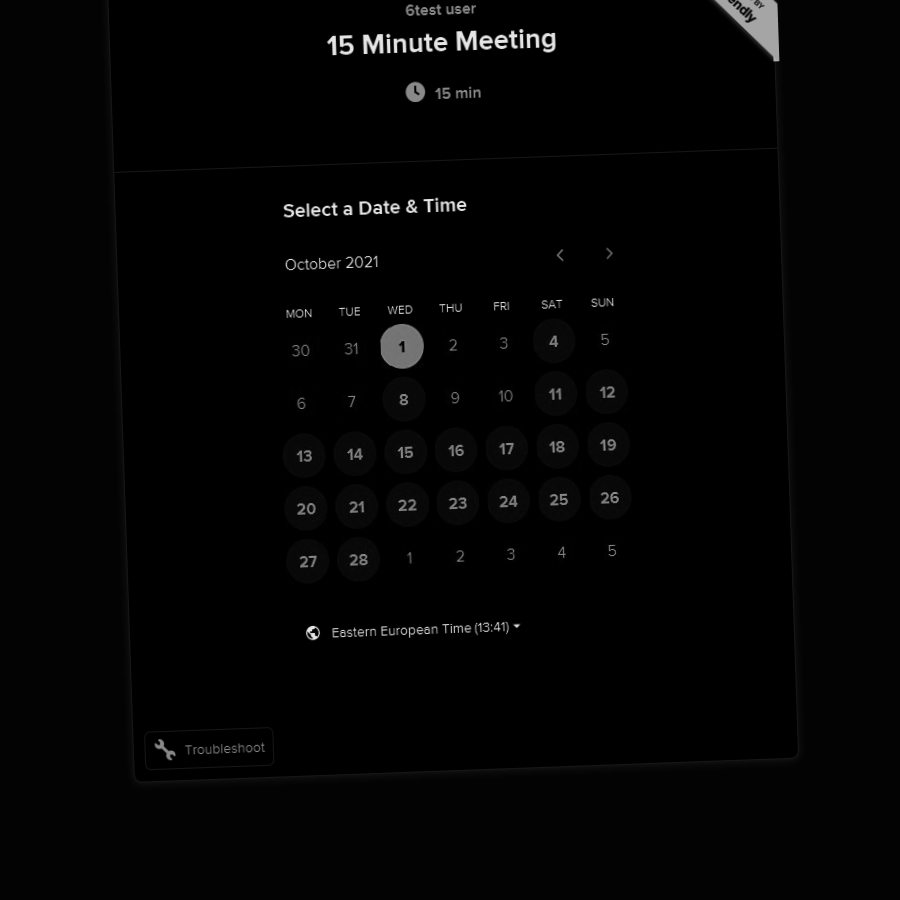 6test user
15 Minute Meeting
15 min
BY
endly
Select a Date & Time
October 2021
MON TUE WED THU FRI SAT SUN
30 31 1 2 3 4 5
6 7 8 9 10 11 12
13 14 15 16 17 18 19
20 21 22 23 24 25 26
27 28 1 2 3 4 5
Eastern European Time (13:41)
Troubleshoot